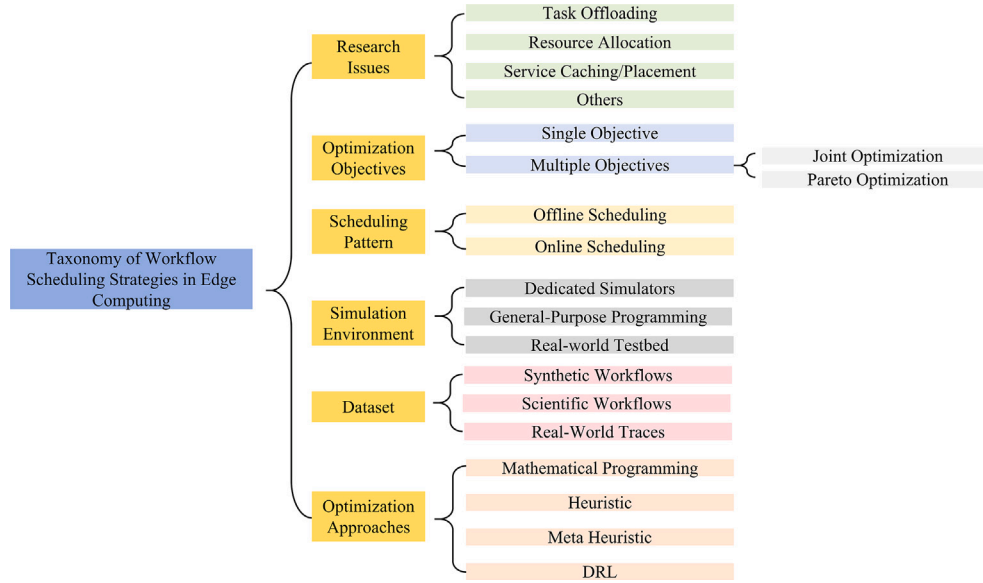 Taxonomy of Workflow
Scheduling Strategies in Edge
Computing
Research
Issues
Task Offloading
Resource Allocation
Service Caching/Placement
Others
Optimization
Objectives
Single Objective
Multiple Objectives
Joint Optimization
Pareto Optimization
Scheduling
Pattern
Offline Scheduling
Online Scheduling
Simulation
Environment
Dedicated Simulators
General-Purpose Programming
Real-world Testbed
Dataset
Synthetic Workflows
Scientific Workflows
Real-World Traces
Optimization
Approaches
Mathematical Programming
Heuristic
Meta Heuristic
DRL